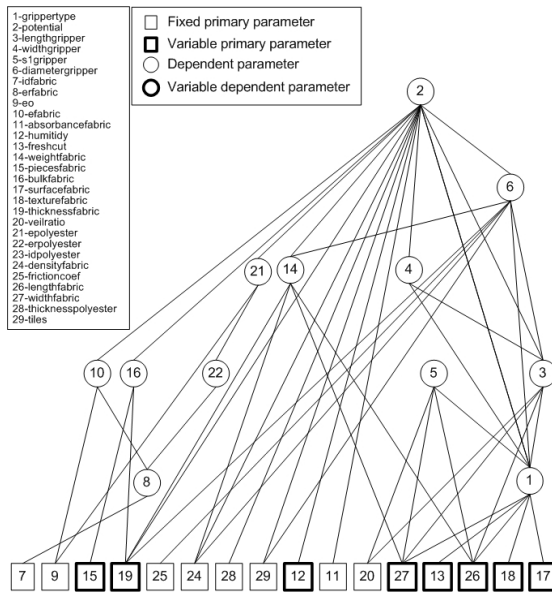 1-grippertype
2-potential
3-lengthgripper
4-widthgripper
5-s1gripper
6-diametergripper
7-idfabric
8-erfabric
9-eo
10-efabric
11-absorbancefabric
12-humitidy
13-freshcut
14-weightfabric
15-piecesfabric
16-bulkfabric
17-surfacefabric
18-texturefabric
19-thicknessfabric
20-veilratio
21-epolyester
22-erpolyester
23-idpolyester
24-densityfabric
25-frictioncoef
26-lengthfabric
27-widthfabric
28-thicknesspolyester
29-tiles
Fixed primary parameter
Variable primary parameter
Dependent parameter
Variable dependent parameter
2
6
21 14 4
10 16 22 5 3
8 1
7 9 15 19 25 24 28 29 12 11 20 27 13 26 18 17